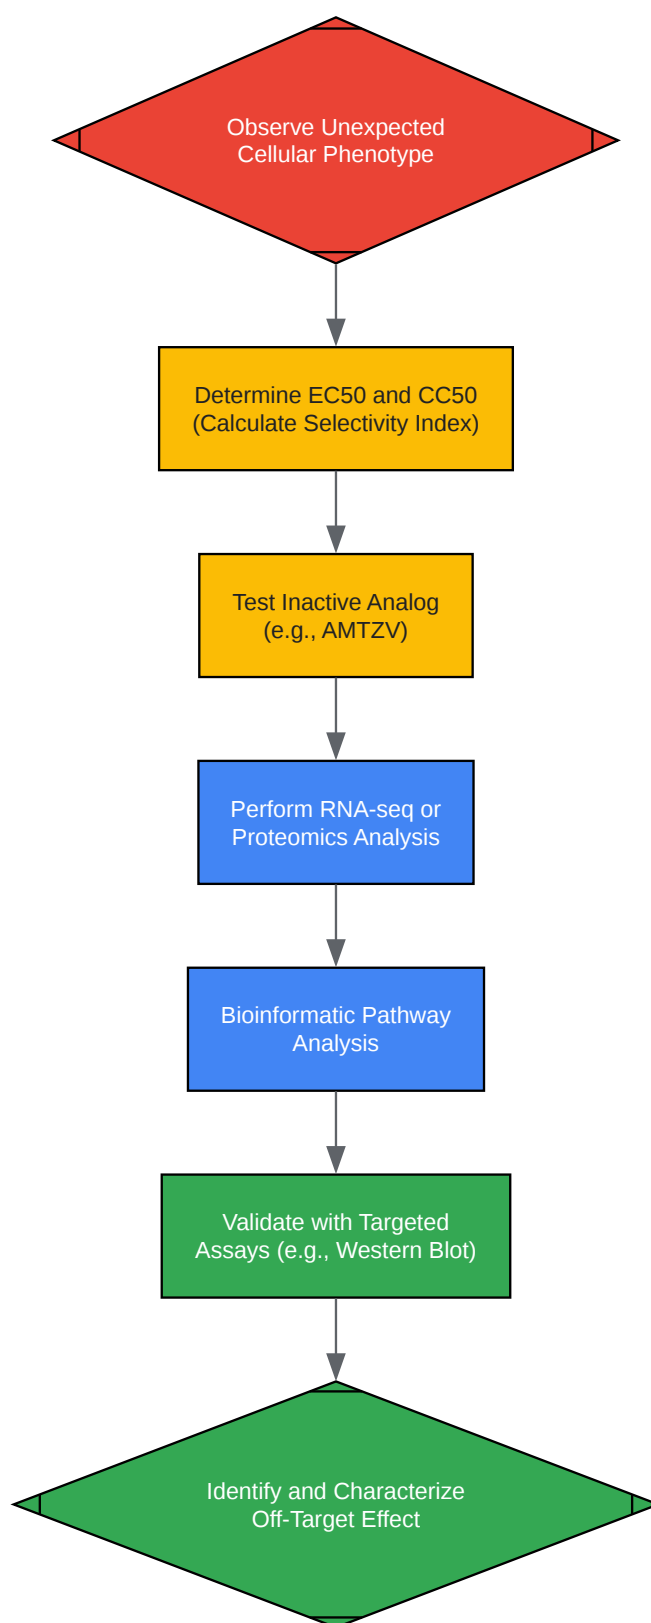 Observe Unexpected
Cellular Phenotype
Determine EC50 and CC50
(Calculate Selectivity Index)
Test Inactive Analog
(e.g., AMTZV)
Perform RNA-seq or
Proteomics Analysis
Bioinformatic Pathway
Analysis
Validate with Targeted
Assays (e.g., Western Blot)
Identify and Characterize
Off-Target Effect